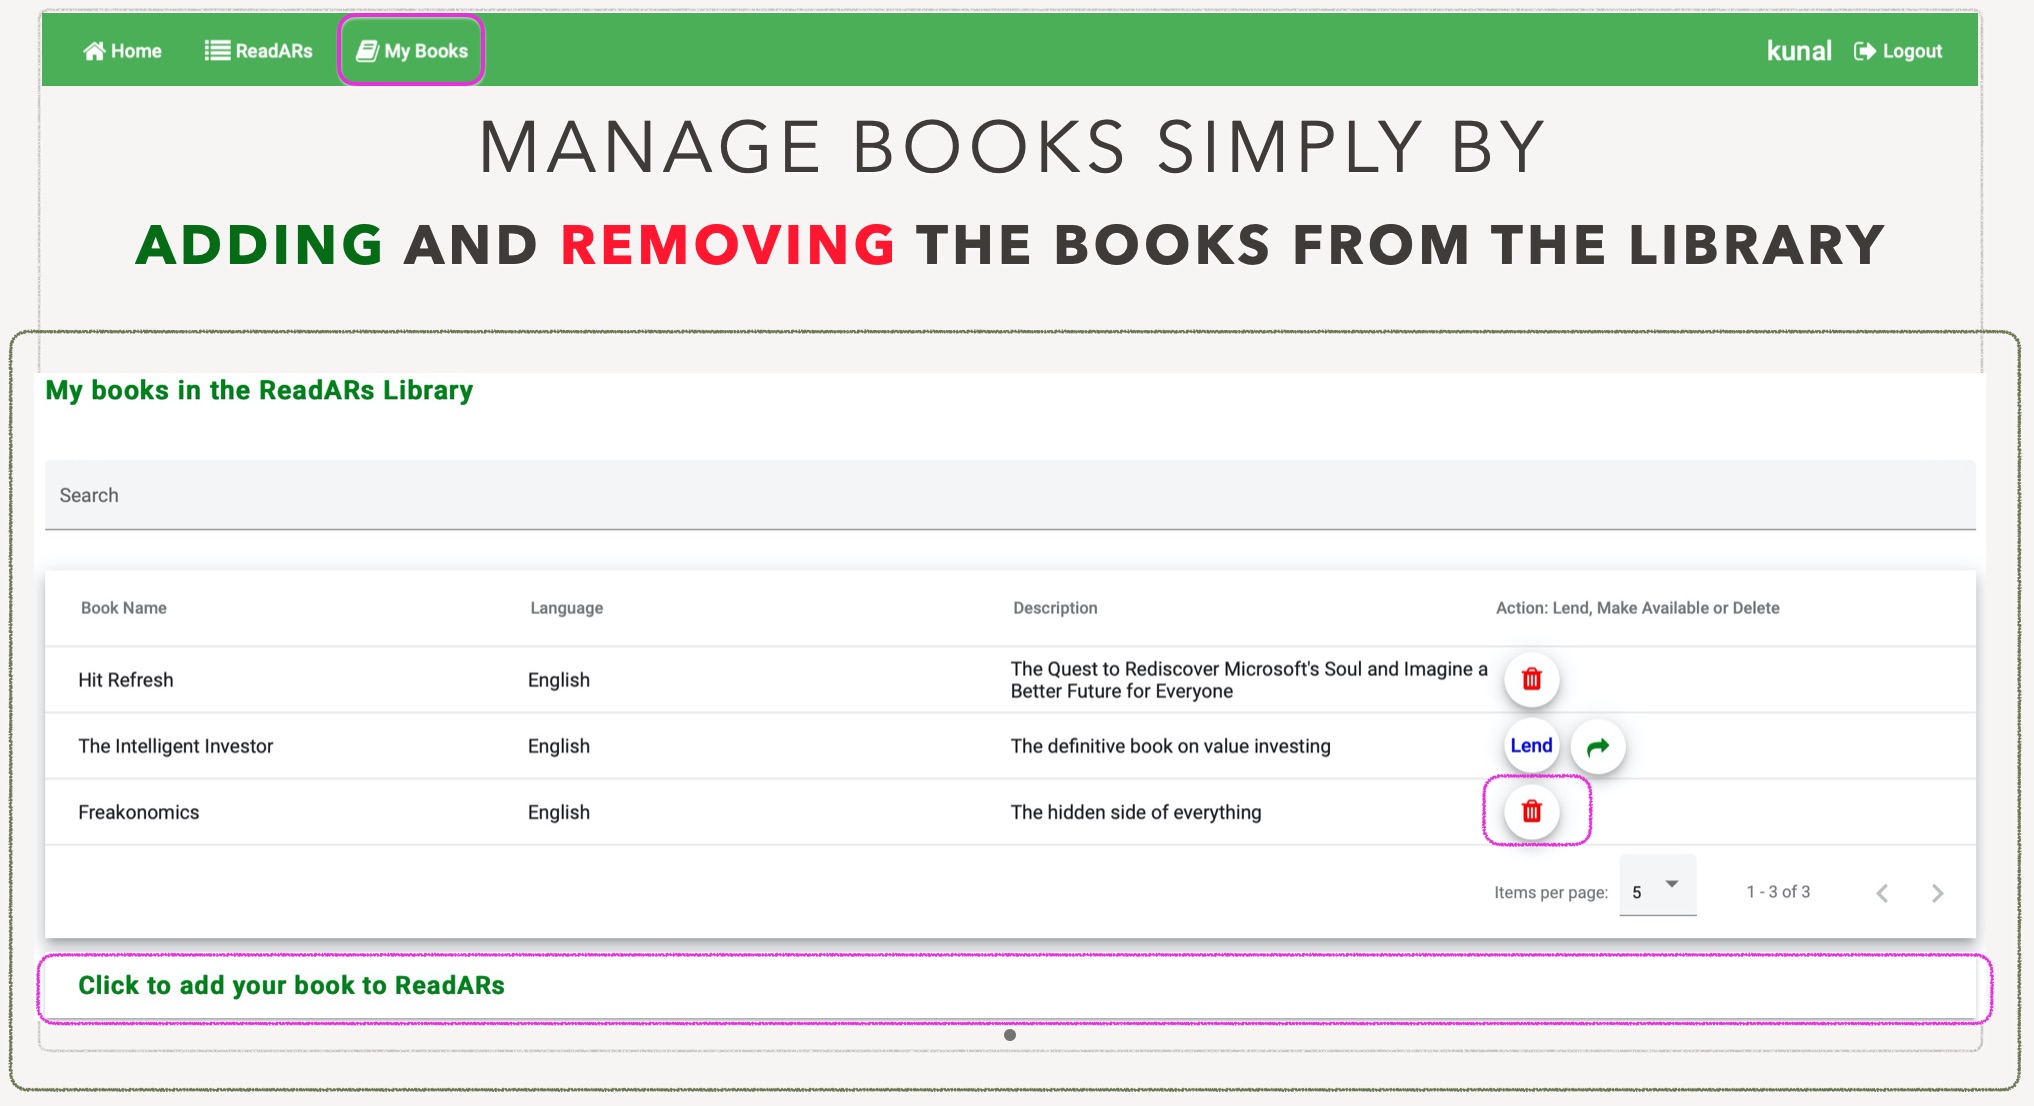 Home ReadARs My Books kunal Logout
MANAGE BOOKS SIMPLY BY
ADDING AND REMOVING THE BOOKS FROM THE LIBRARY
My books in the ReadARs Library
Search
Book Name Language Description Action: Lend, Make Available or Delete
Hit Refresh English The Quest to Rediscover Microsoft's Soul and Imagine a
Better Future for Everyone
The Intelligent Investor English The definitive book on value investing Lend
Freakonomics English The hidden side of everything
Items per page: 5 1 - 3 of 3
Click to add your book to ReadARs